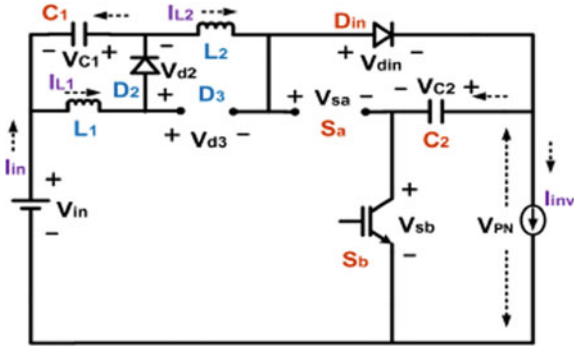 C1 IL2 Din
− VC1 + − Vd2 L2 + Vdin −
IL1 D2 + D3 + Vsa − − VC2 +
L1 + Vd3 − Sa C2
Iin + Vin − + Vsb − VPN Iinv
Sb